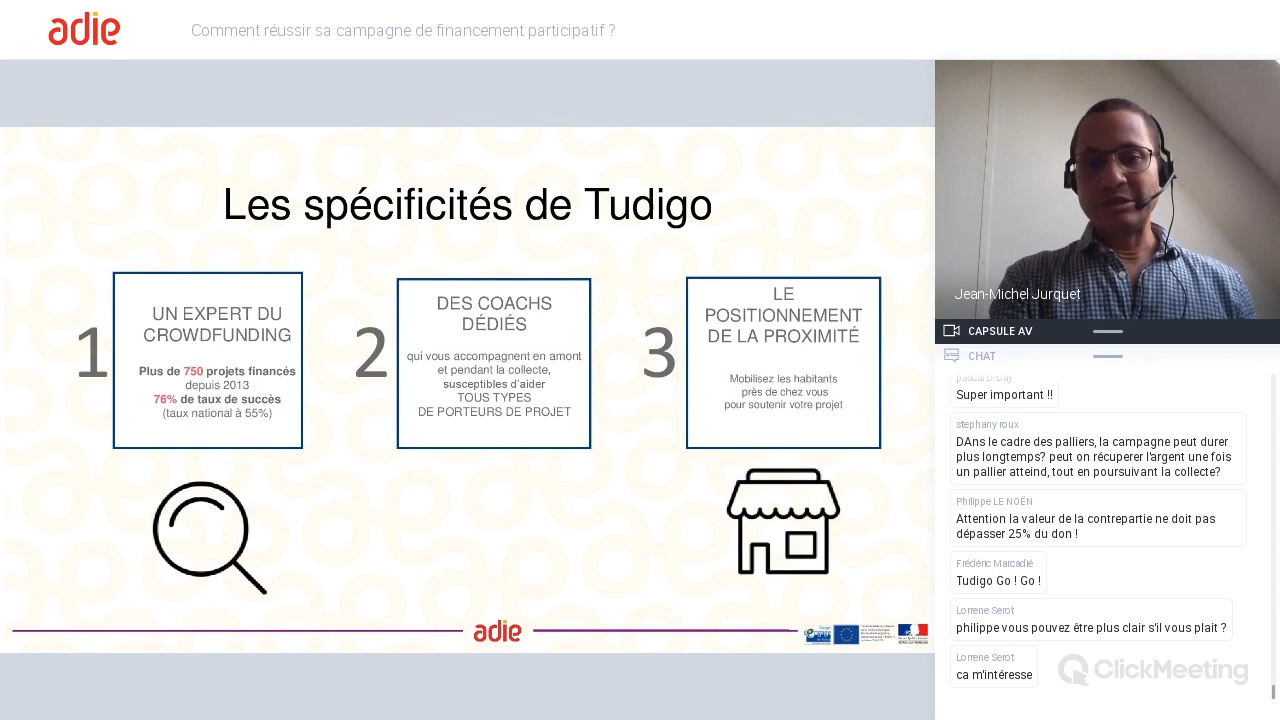 adie
Comment réussir sa campagne de financement participatif ?
Les spécificités de Tudigo
1
UN EXPERT DU
CROWDFUNDING
Plus de 750 projets financés
depuis 2013
76% de taux de succès
(taux national à 55%)
2
DES COACHS
DÉDIÉS
qui vous accompagnent en amont
et pendant la collecte,
susceptibles d'aider
TOUS TYPES
DE PORTEURS DE PROJET
3
LE
POSITIONNEMENT
DE LA PROXIMITÉ
Mobilisez les habitants
près de chez vous
pour soutenir votre projet
adie
Jean-Michel Jurquet
CAPSULE AV
CHAT
Super important !!
stephany roux
DAns le cadre des palliers, la campagne peut durer
plus longtemps? peut on récuperer l'argent une fois
un pallier atteind, tout en poursuivant la collecte?
Philippe LE NOËN
Attention la valeur de la contrepartie ne doit pas
dépasser 25% du don !
Frédéric Marcadié
Tudigo Go ! Go !
Lorrene Serot
philippe vous pouvez être plus clair s'il vous plait ?
Lorrene Serot
ca m'intéresse
ClickMeeting